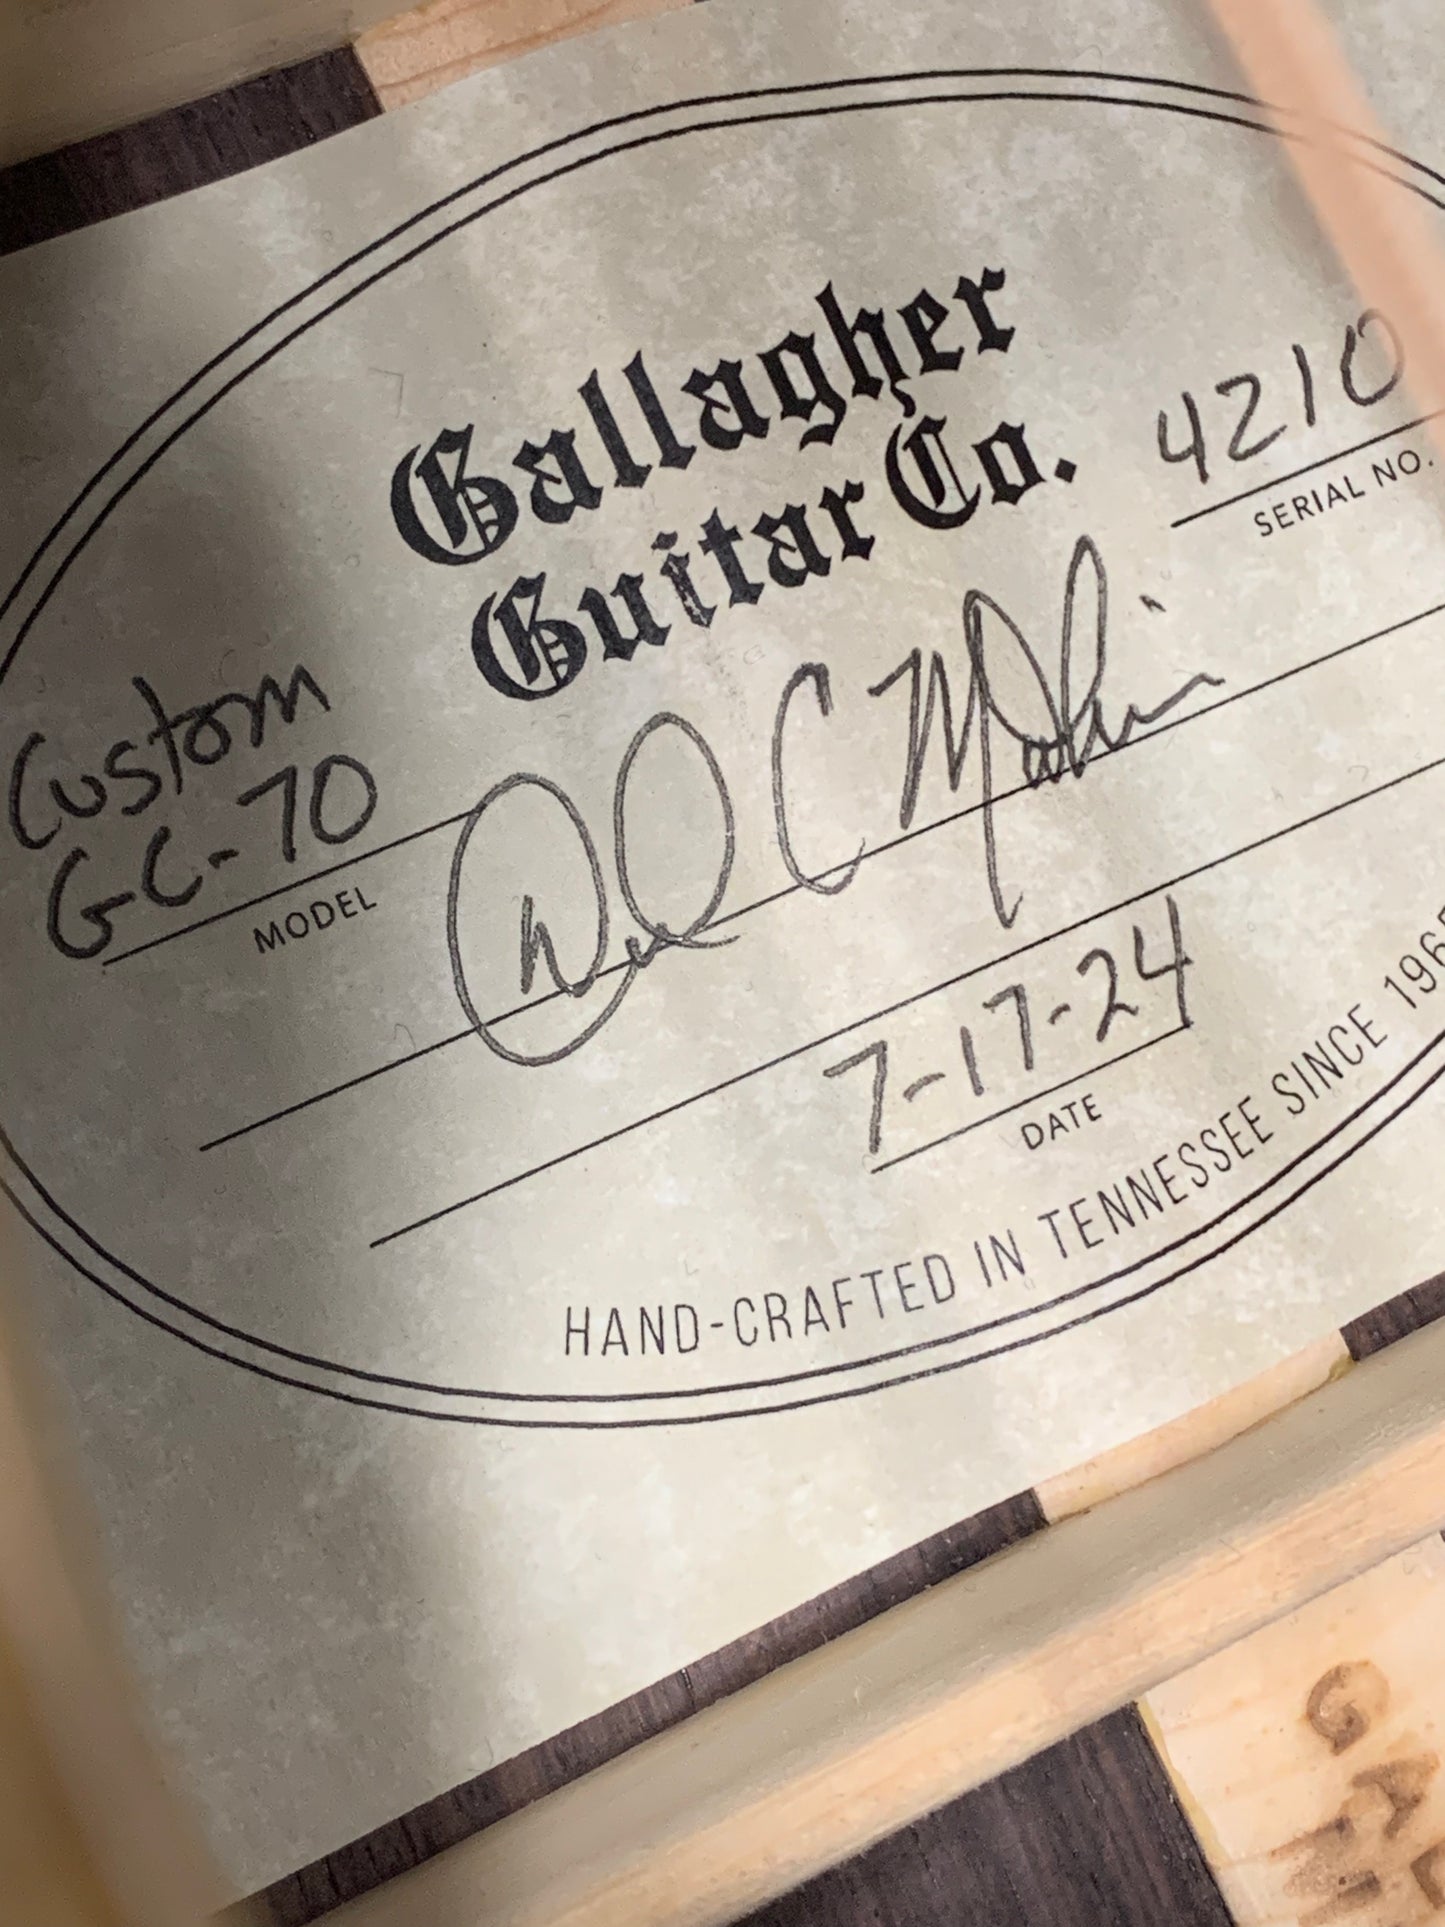 Gallagher
Guitar Co.
4210
SERIAL NO.
Custom
GC-70
MODEL
7-17-24
DATE
HAND-CRAFTED IN TENNESSEE SINCE 1965